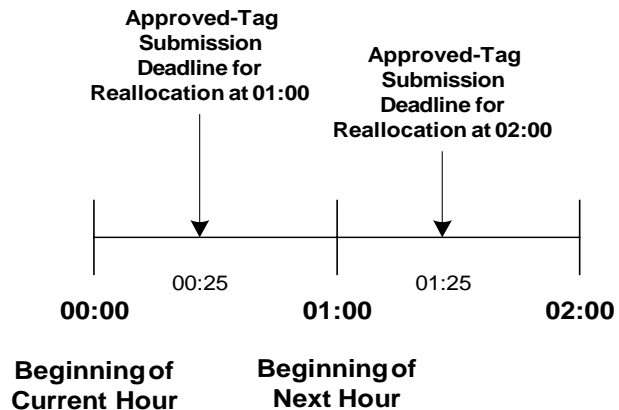 Approved-Tag
Submission
Deadline for
Reallocation at 01:00
Approved-Tag
Submission
Deadline for
Reallocation at 02:00
00:25
01:25
00:00
01:00
02:00
Beginning of
Current Hour
Beginning of
Next Hour